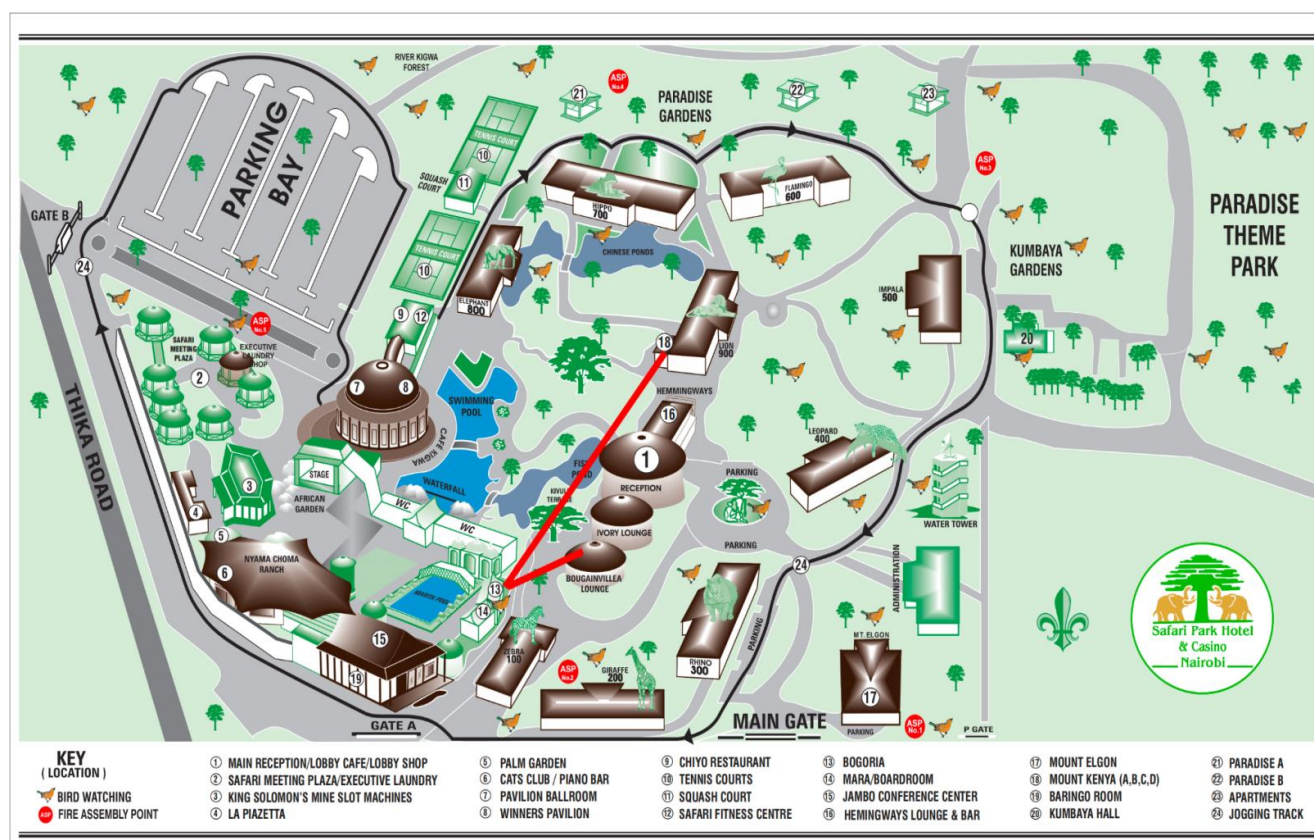 RIVER KIGWA
FOREST
PARKING
BAY
GATE B
24
THIKA ROAD
TENNIS COURT
10
SQUASH COURT
11
TENNIS COURT
10
21
ASP
No.4
PARADISE
GARDENS
22
23
ASP
No.3
HIPPO
700
FLAMINGO
600
CHINESE PONDS
ELEPHANT
800
9
12
KUMBAYA
GARDENS
PARADISE
THEME
PARK
IMPALA
500
20
SAFARI
MEETING
PLAZA
2
ASP
No.5
EXECUTIVE
LAUNDRY
SHOP
7
8
SWIMMING
POOL
CAFE KIGWA
18
LION
900
HEMMINGWAYS
16
1
RECEPTION
LEOPARD
400
STAGE
3
AFRICAN
GARDEN
WATERFALL
WC
WC
FISH
POND
KIVULI
TERRACE
IVORY LOUNGE
PARKING
PARKING
WATER TOWER
4
5
NYAMA CHOMA
RANCH
6
13
14
BOUGAINVILLEA
LOUNGE
24
ADMINISTRATION
15
19
ZEBRA
100
ASP
No.2
GIRAFFE
200
RHINO
300
PARKING
MT. ELGON
17
PARKING
ASP
No.1
P GATE
GATE A
MAIN GATE
Safari Park Hotel
& Casino
Nairobi
KEY
( LOCATION )
BIRD WATCHING
ASP FIRE ASSEMBLY POINT
1 MAIN RECEPTION/LOBBY CAFE/LOBBY SHOP
2 SAFARI MEETING PLAZA/EXECUTIVE LAUNDRY
3 KING SOLOMON'S MINE SLOT MACHINES
4 LA PIAZETTA
5 PALM GARDEN
6 CATS CLUB / PIANO BAR
7 PAVILION BALLROOM
8 WINNERS PAVILION
9 CHIYO RESTAURANT
10 TENNIS COURTS
11 SQUASH COURT
12 SAFARI FITNESS CENTRE
13 BOGORIA
14 MARA/BOARDROOM
15 JAMBO CONFERENCE CENTER
16 HEMINGWAYS LOUNGE & BAR
17 MOUNT ELGON
18 MOUNT KENYA (A,B,C,D)
19 BARINGO ROOM
20 KUMBAYA HALL
21 PARADISE A
22 PARADISE B
23 APARTMENTS
24 JOGGING TRACK